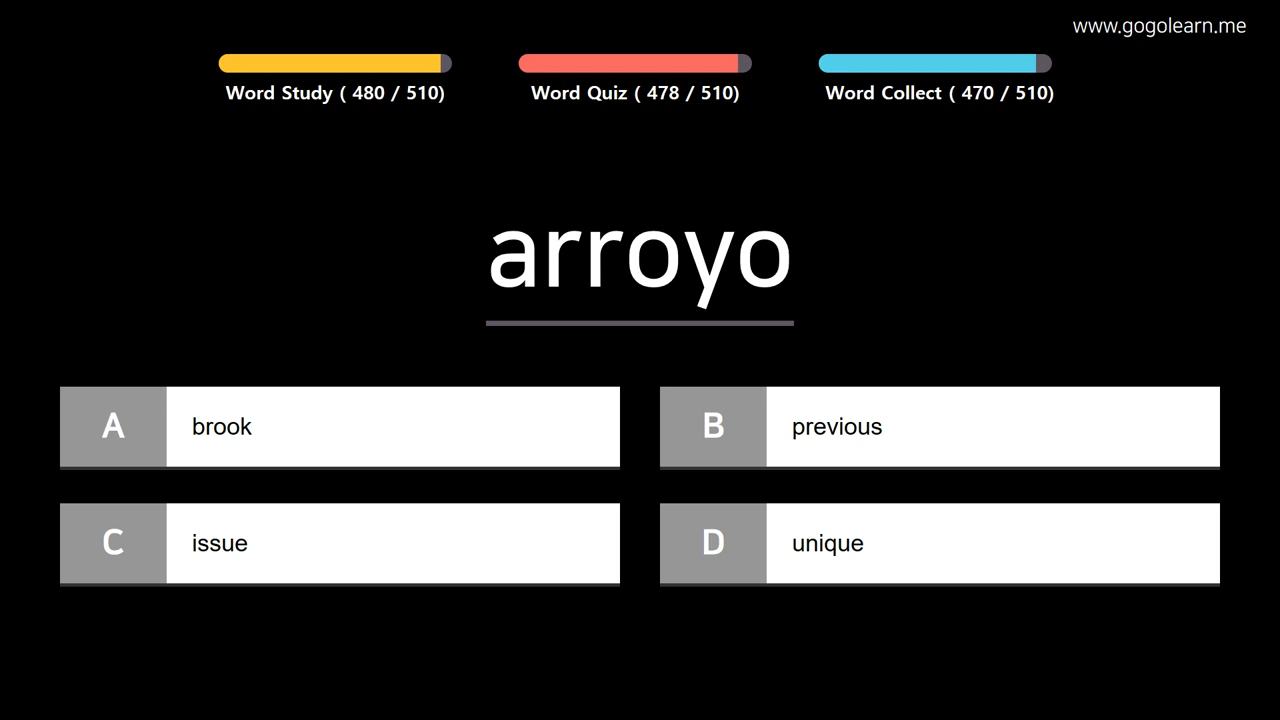 www.gogolearn.me
Word Study ( 480 / 510)
Word Quiz ( 478 / 510)
Word Collect ( 470 / 510)
arroyo
A brook
B previous
C issue
D unique